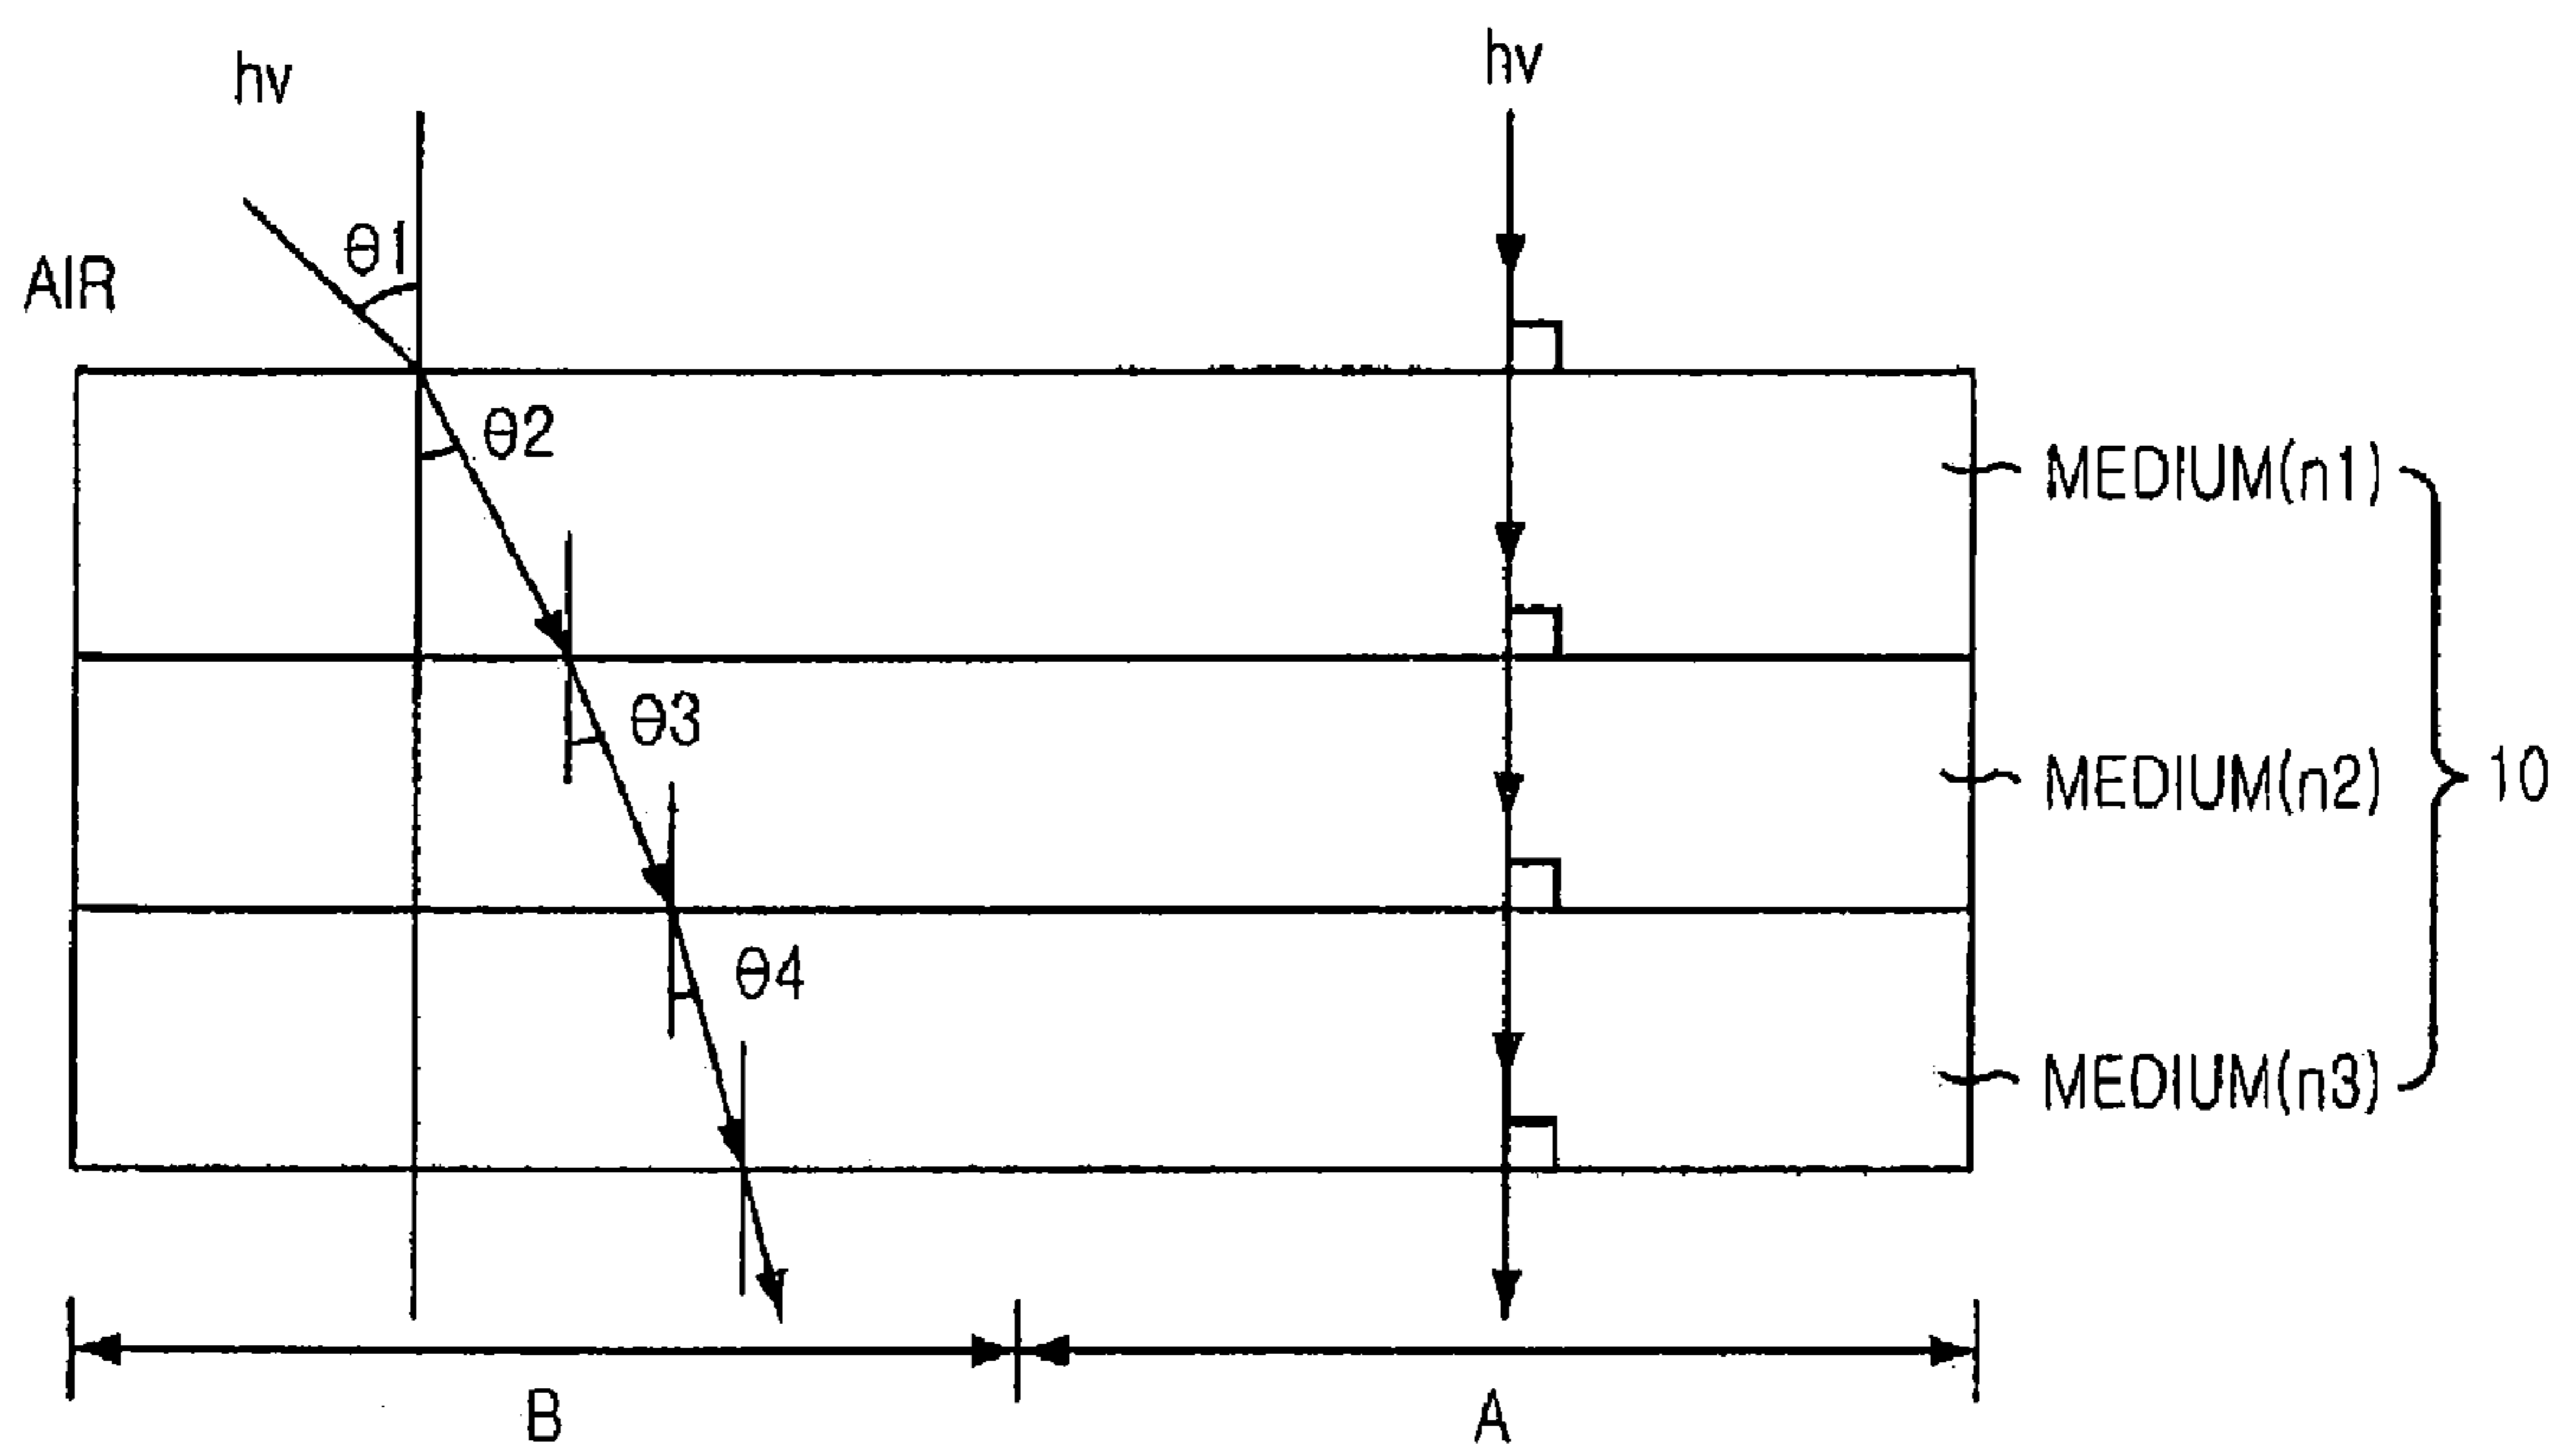 hv
hv
θ1
AIR
θ2
MEDIUM(n1)
θ3
MEDIUM(n2)
10
θ4
MEDIUM(n3)
B
A